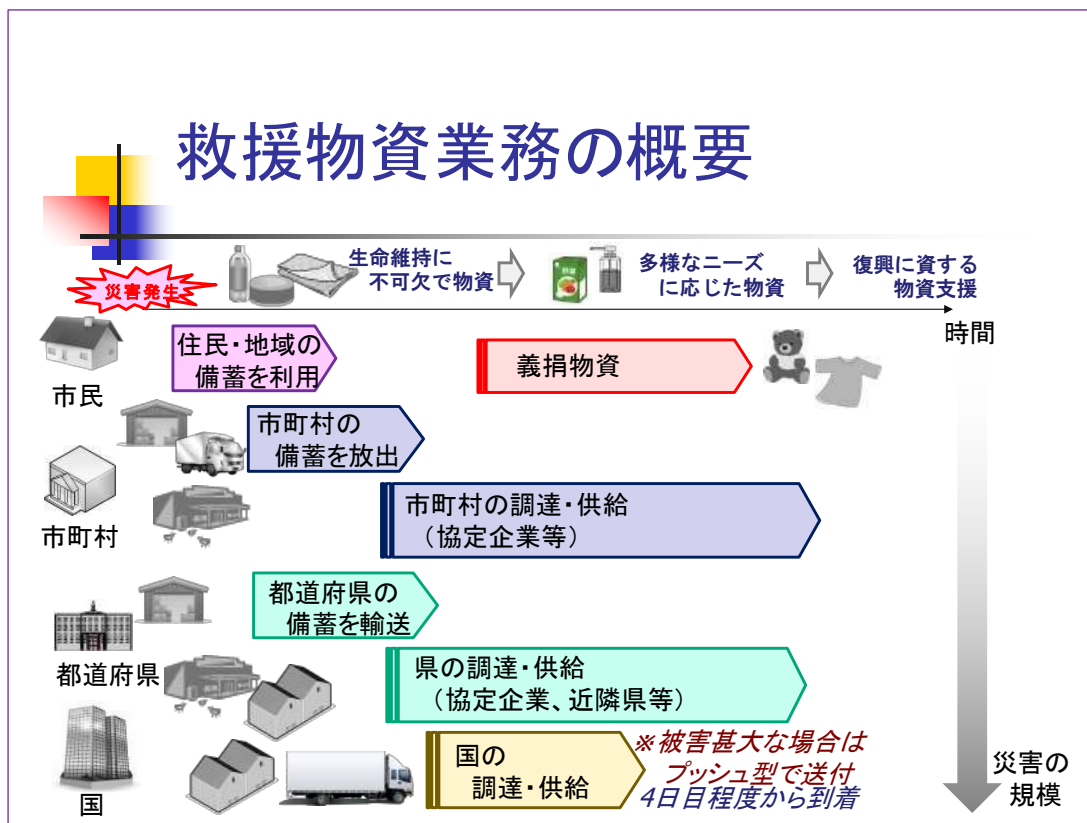 救援物資業務の概要
災害発生
生命維持に
不可欠で物資
多様なニーズ
に応じた物資
復興に資する
物資支援
時間
市民
住民・地域の
備蓄を利用
義捐物資
市町村
市町村の
備蓄を放出
市町村の調達・供給
（協定企業等）
都道府県
都道府県の
備蓄を輸送
県の調達・供給
（協定企業、近隣県等）
国
国の
調達・供給
※被害甚大な場合は
プッシュ型で送付
4日目程度から到着
災害の
規模